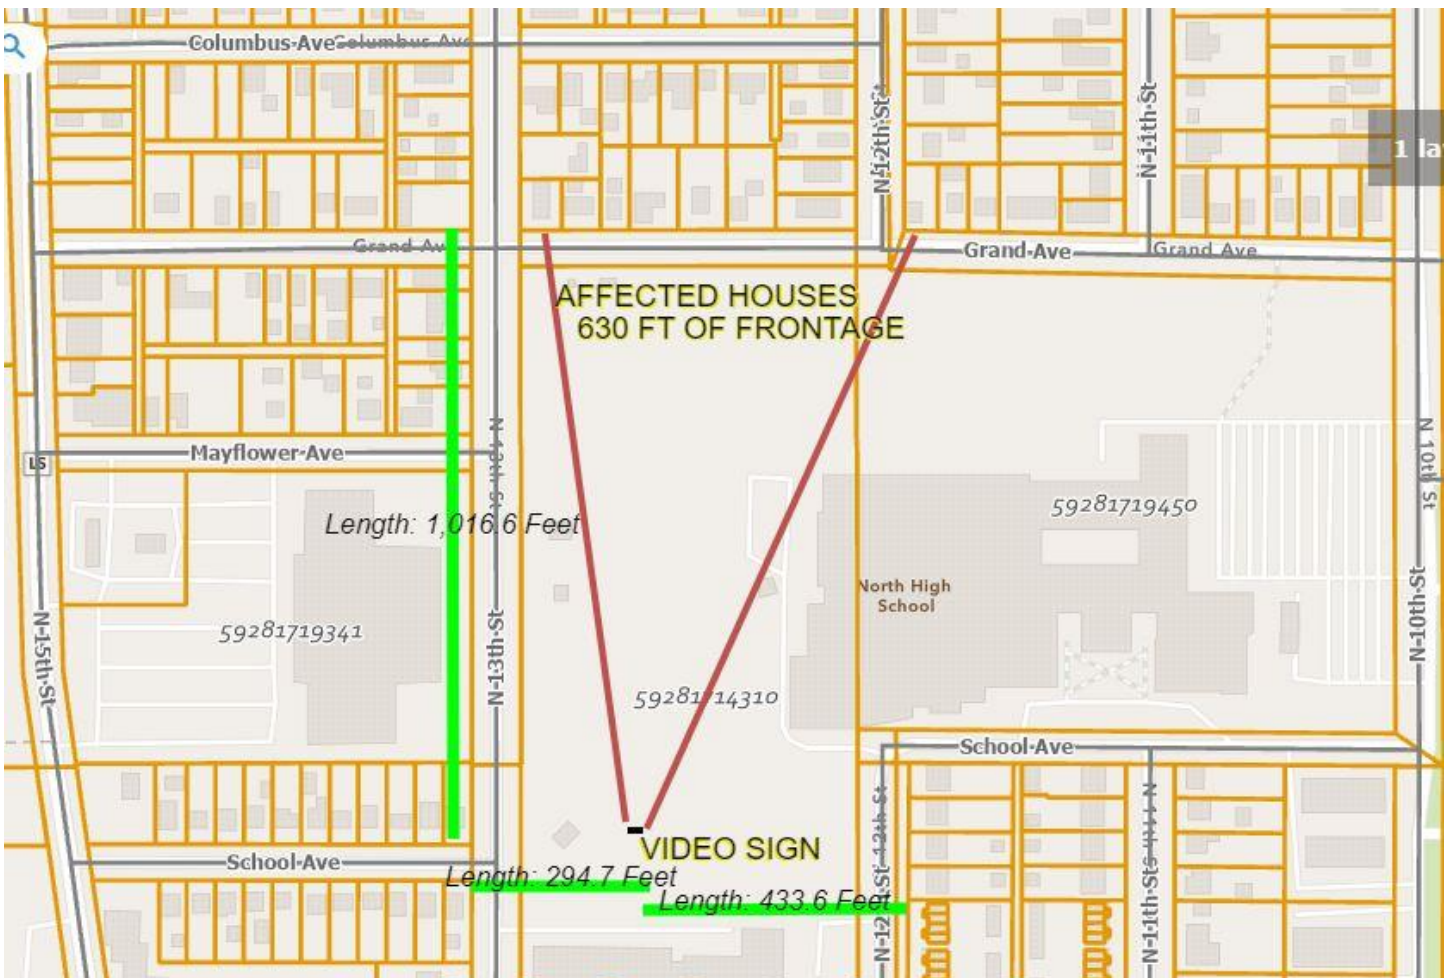 Columbus Ave Columbus Ave
N 12th St
N 11th St
1 la
Grand Av
Grand Ave
Grand Ave
AFFECTED HOUSES
630 FT OF FRONTAGE
Mayflower Ave
N 13th St
N 10th St
59281719450
Length: 1,016.6 Feet
North High
School
59281719341
N 15th St
N 13th St
N 10th St
59281714310
School Ave
VIDEO SIGN
School Ave
Length: 294.7 Feet
Length: 433.6 Feet
N 12th St
N 11th St